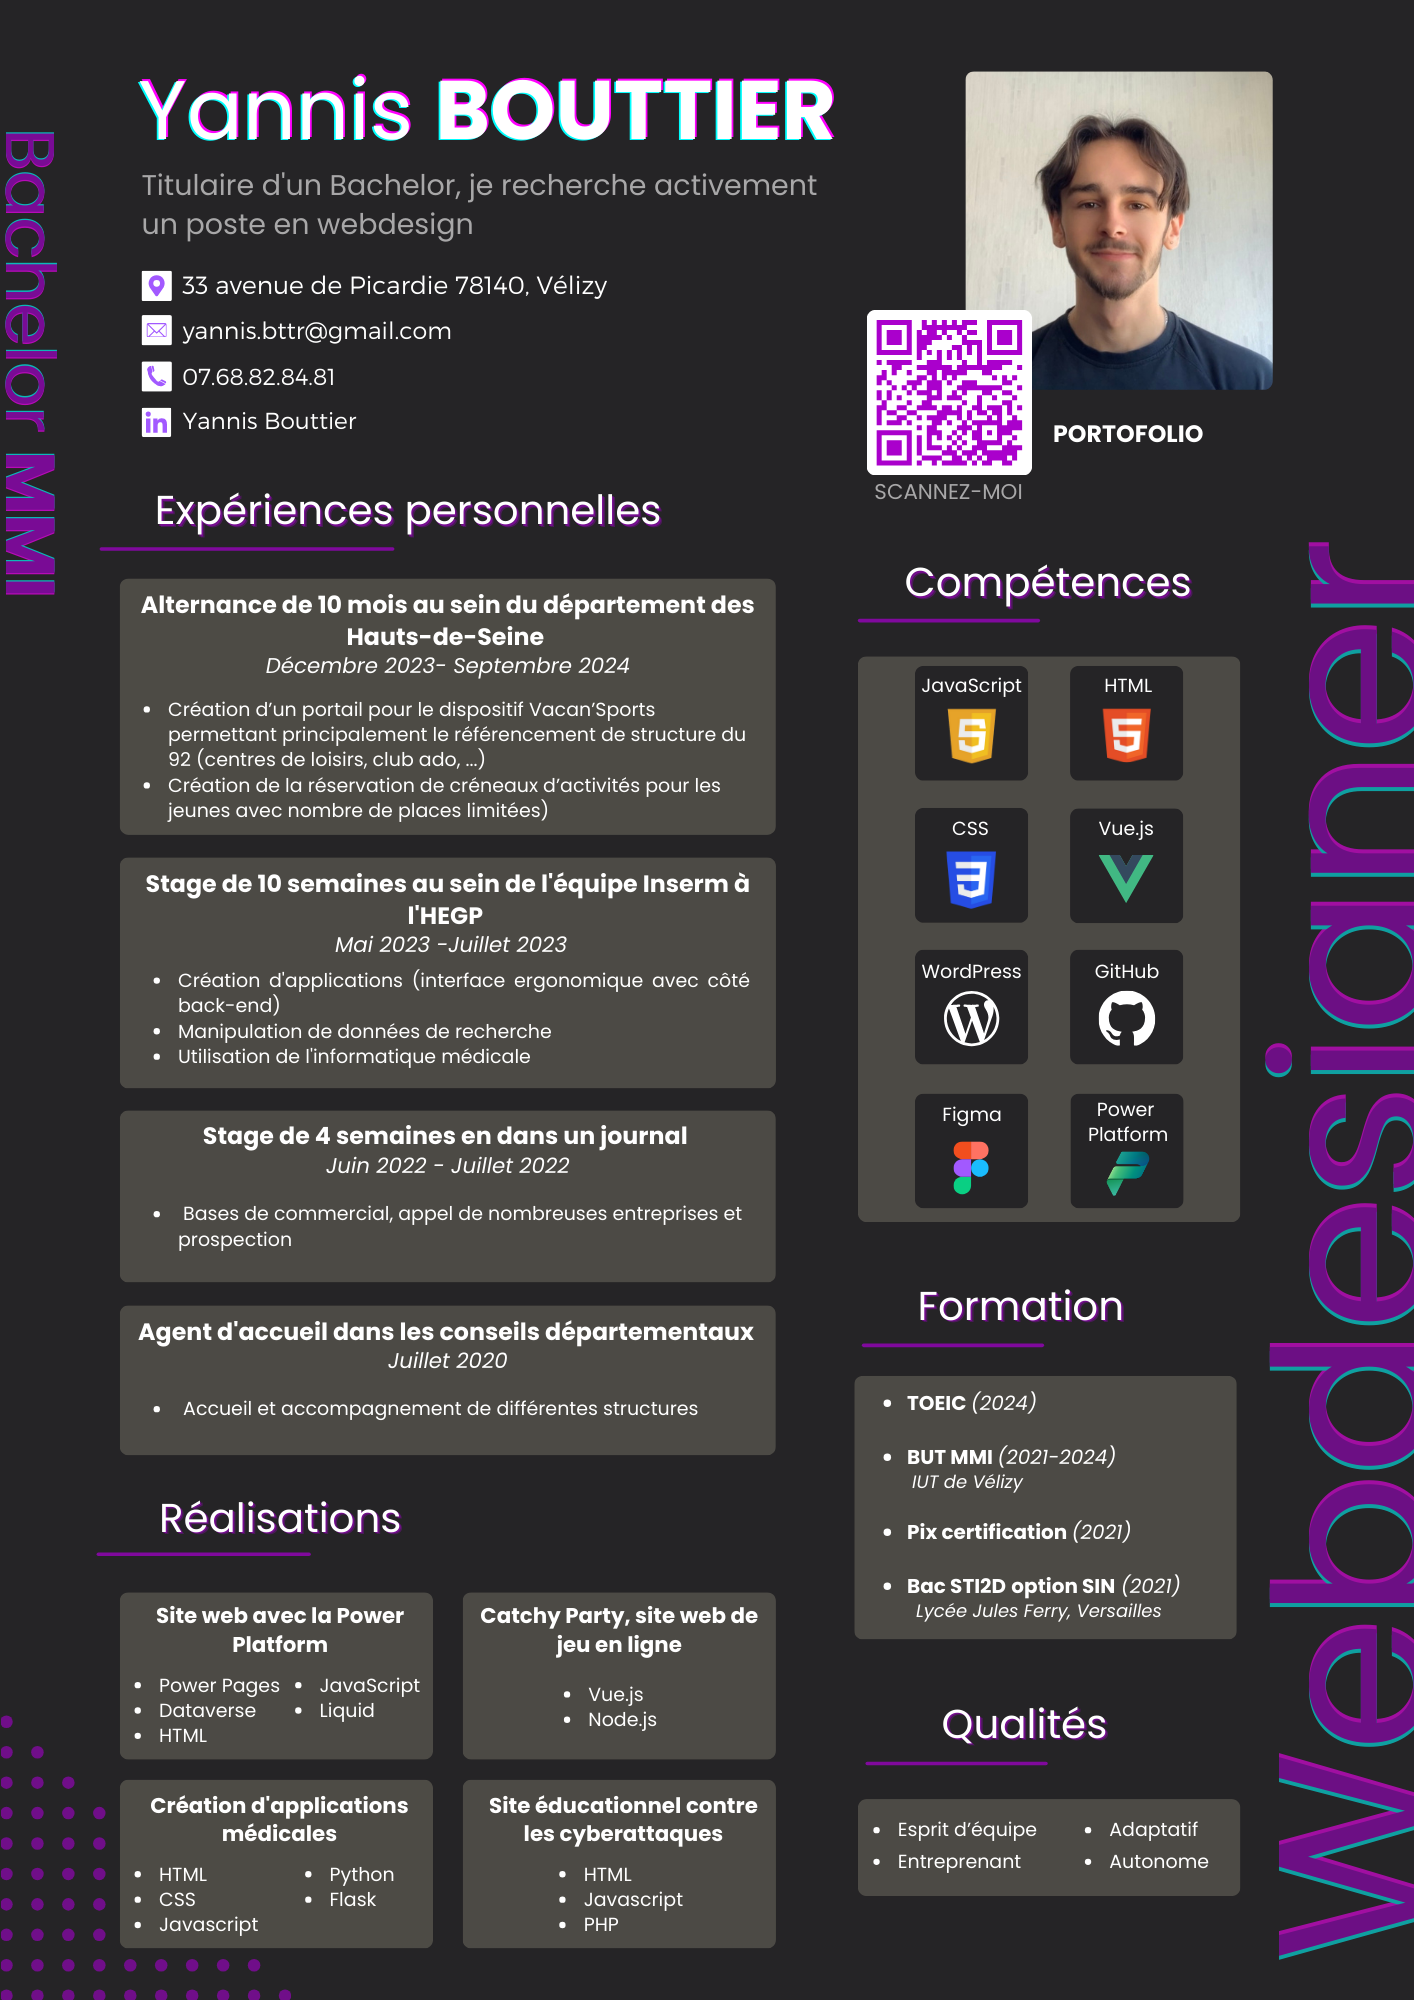 Yannis BOUTTIER
Titulaire d'un Bachelor, je recherche activement
un poste en webdesign
33 avenue de Picardie 78140, Vélizy
yannis.bttr@gmail.com
07.68.82.84.81
in Yannis Bouttier
Bachelor MMI
PORTOFOLIO
SCANNEZ-MOI
Expériences personnelles
Alternance de 10 mois au sein du département des
Hauts-de-Seine
Décembre 2023- Septembre 2024
• Création d’un portail pour le dispositif Vacan’Sports
permettant principalement le référencement de structure du
92 (centres de loisirs, club ado, ...)
• Création de la réservation de créneaux d’activités pour les
jeunes avec nombre de places limitées)
Stage de 10 semaines au sein de l'équipe Inserm à
l'HEGP
Mai 2023 -Juillet 2023
• Création d'applications (interface ergonomique avec côté
back-end)
• Manipulation de données de recherche
• Utilisation de l'informatique médicale
Stage de 4 semaines en dans un journal
Juin 2022 - Juillet 2022
• Bases de commercial, appel de nombreuses entreprises et
prospection
Agent d'accueil dans les conseils départementaux
Juillet 2020
• Accueil et accompagnement de différentes structures
Réalisations
Site web avec la Power
Platform
• Power Pages
• Dataverse
• HTML
• JavaScript
• Liquid
Catchy Party, site web de
jeu en ligne
• Vue.js
• Node.js
Création d'applications
médicales
• HTML
• CSS
• Javascript
• Python
• Flask
Site éducationnel contre
les cyberattaques
• HTML
• Javascript
• PHP
Compétences
JavaScript
HTML
CSS
Vue.js
WordPress
GitHub
Figma
Power
Platform
Formation
• TOEIC (2024)
• BUT MMI (2021-2024)
IUT de Vélizy
• Pix certification (2021)
• Bac STI2D option SIN (2021)
Lycée Jules Ferry, Versailles
Qualités
• Esprit d’équipe
• Entreprenant
• Adaptatif
• Autonome
Webdesigner